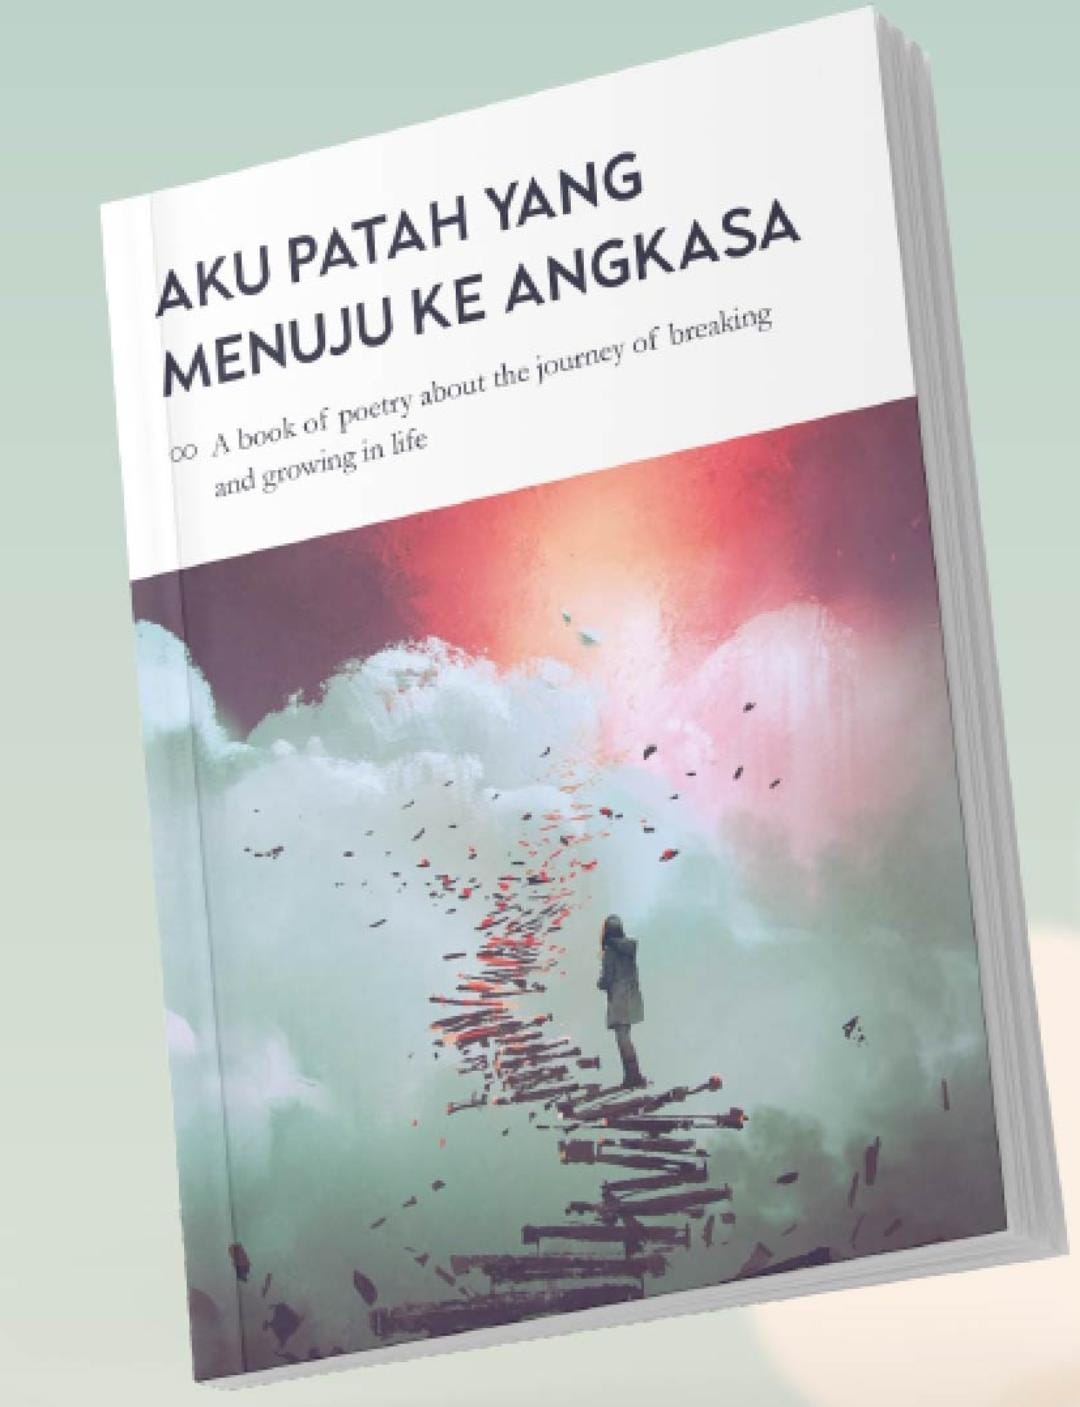 AKU PATAH YANG
MENUJU KE ANGKASA
∞ A book of poetry about the journey of breaking
and growing in life